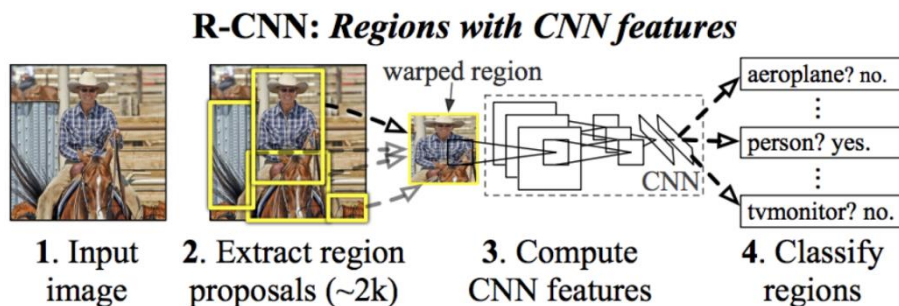 R-CNN: Regions with CNN features
warped region
aeroplane? no.
⋮
person? yes.
⋮
tvmonitor? no.
CNN
1. Input image
2. Extract region proposals (~2k)
3. Compute CNN features
4. Classify regions